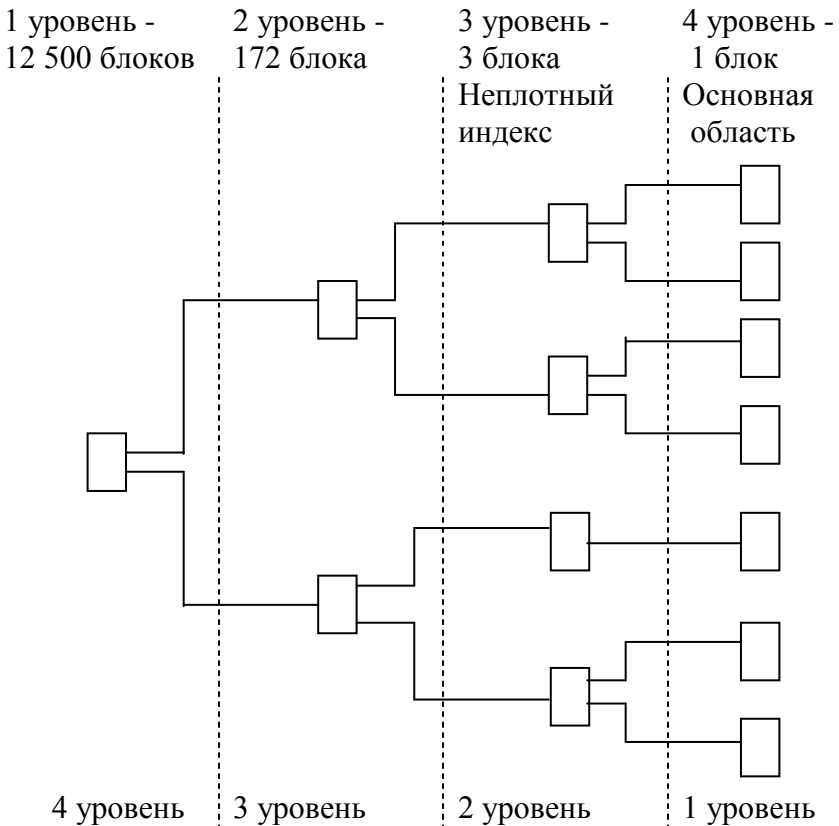 1 уровень -
12 500 блоков
2 уровень -
172 блока
3 уровень -
3 блока
Неплотный
индекс
4 уровень -
1 блок
Основная
область
4 уровень
3 уровень
2 уровень
1 уровень